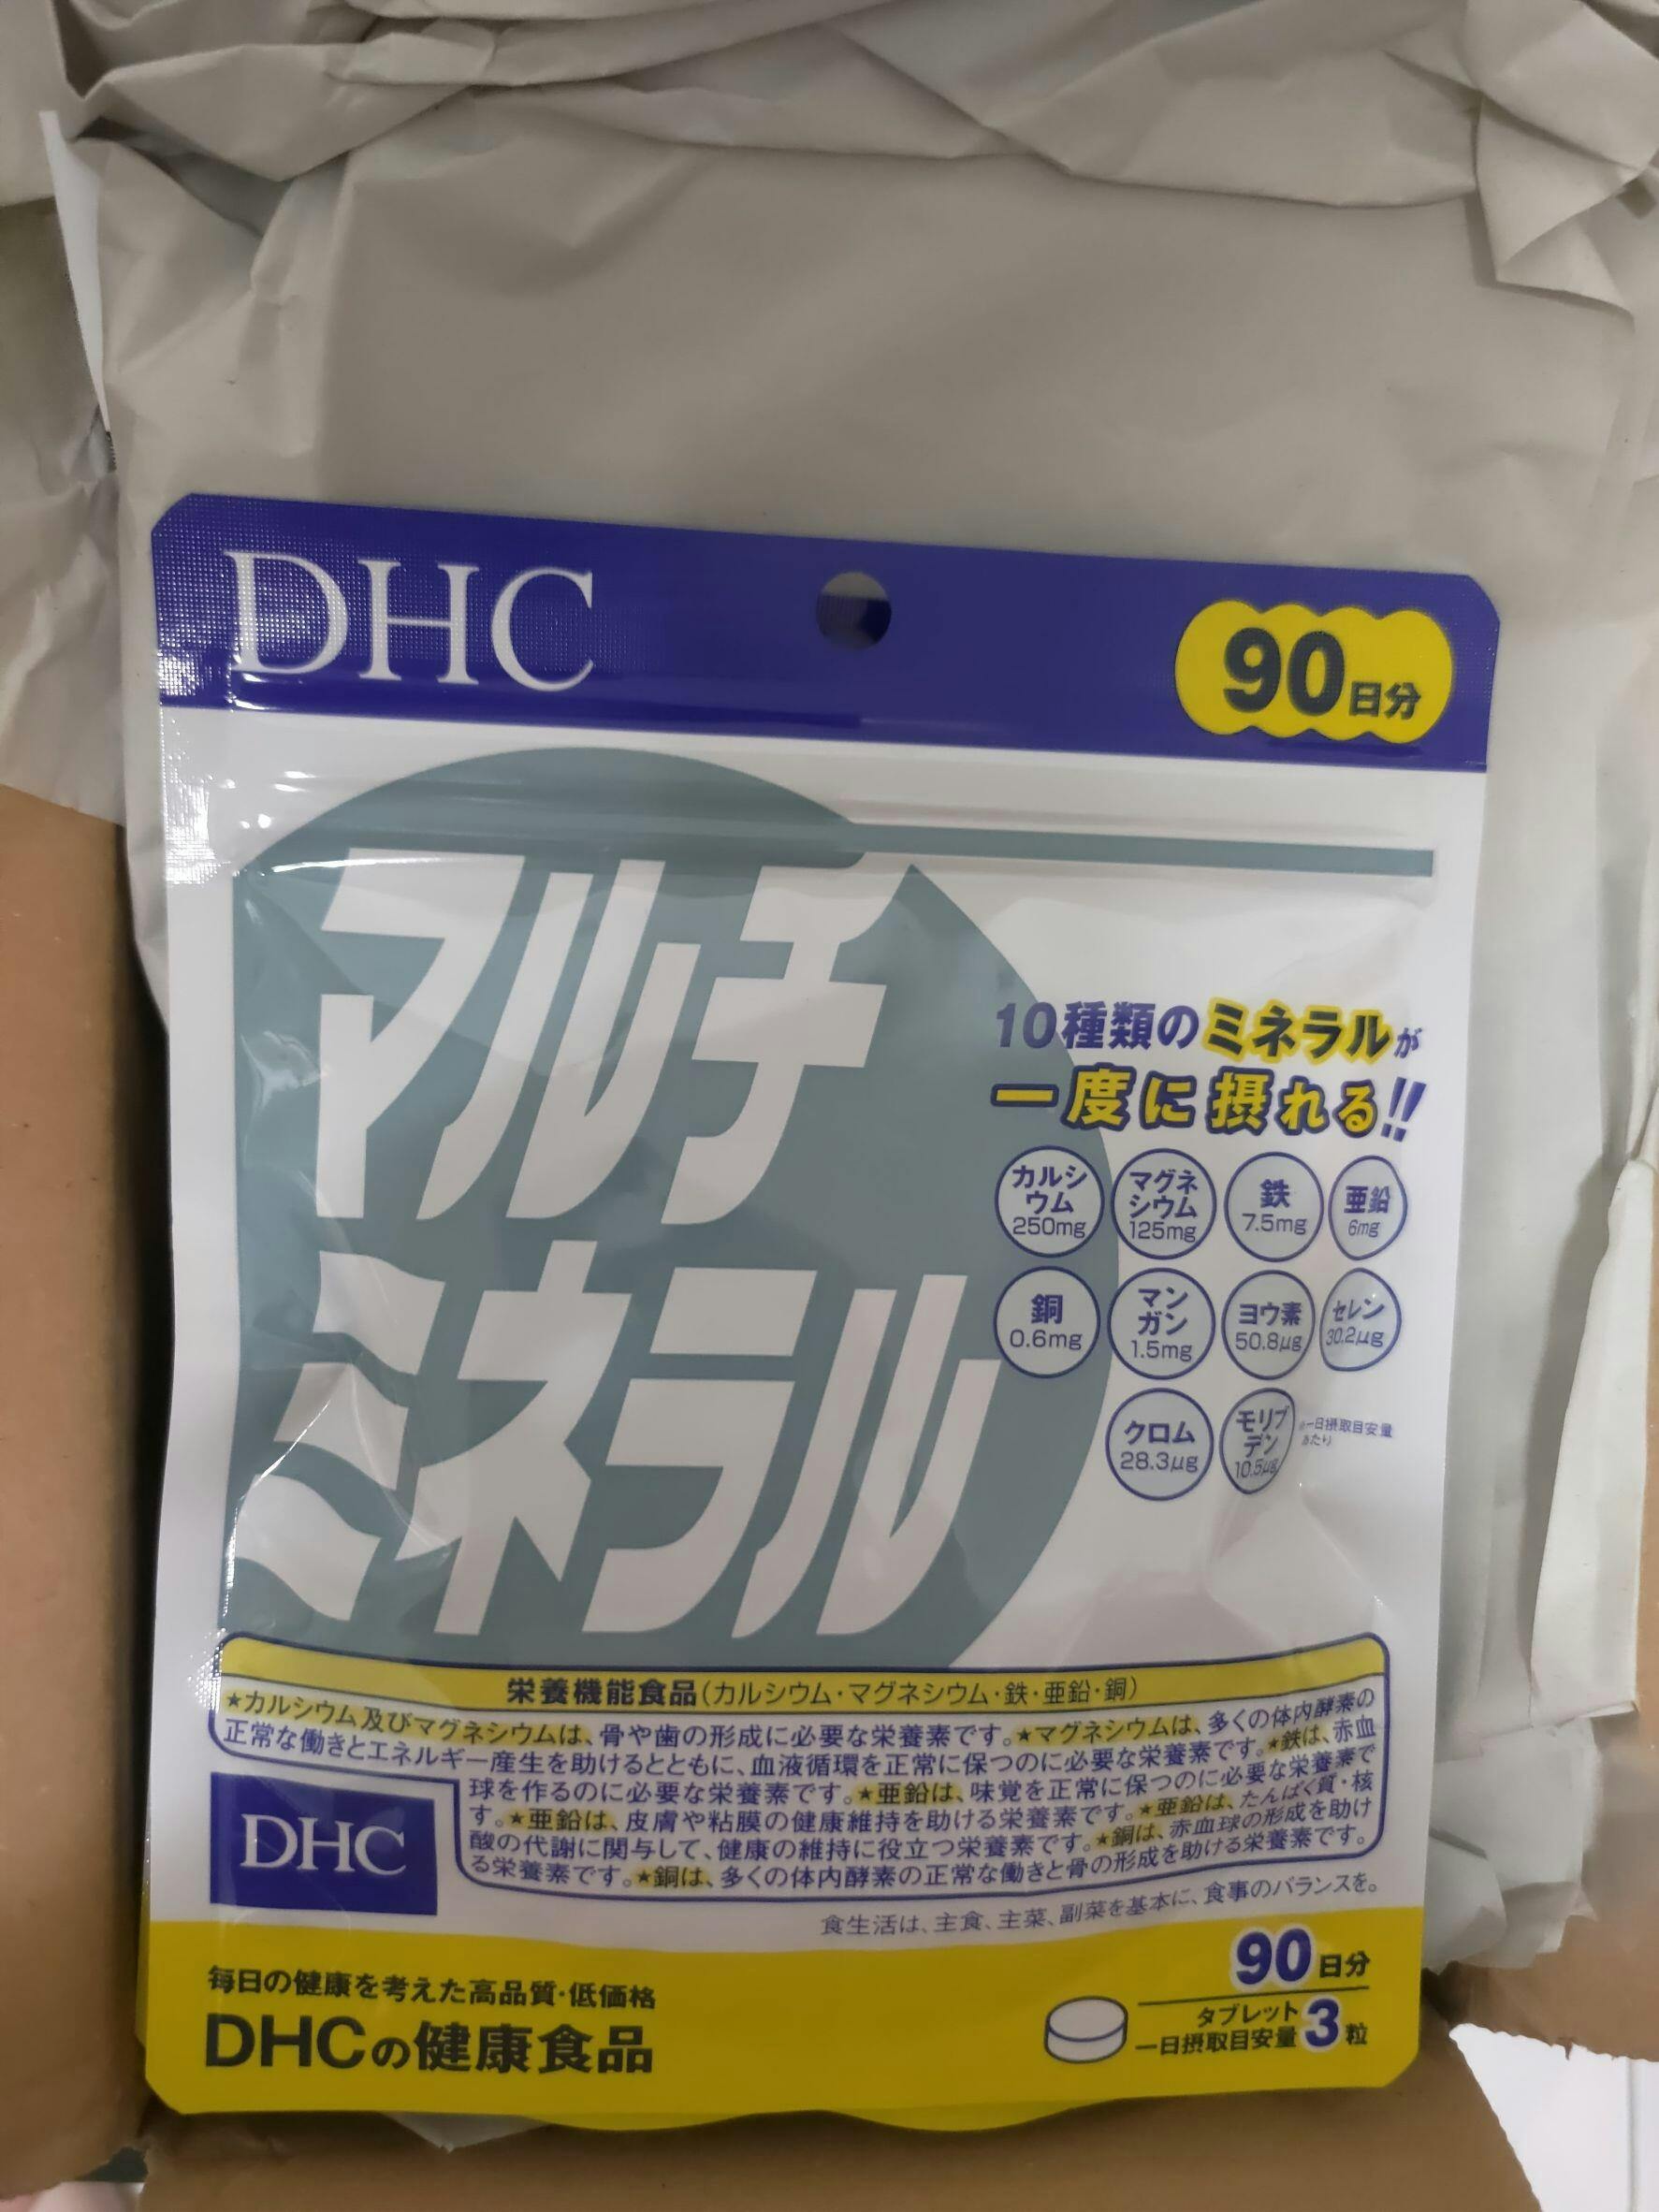 DHC
90日分
マルチ
ミネラル
10種類のミネラルが
一度に摂れる!!
カルシ
ウム
250mg
マグネ
シウム
125mg
鉄
7.5mg
亜鉛
6mg
銅
0.6mg
マン
ガン
1.5mg
ヨウ素
50.8μg
セレン
30.2μg
クロム
28.3μg
モリブ
デン
10.5μg
※一日摂取目安量
あたり
栄養機能食品(カルシウム・マグネシウム・鉄・亜鉛・銅)
★カルシウム及びマグネシウムは、骨や歯の形成に必要な栄養素です。★マグネシウムは、多くの体内酵素の
正常な働きとエネルギー産生を助けるとともに、血液循環を正常に保つのに必要な栄養素です。★鉄は、赤血
球を作るのに必要な栄養素です。★亜鉛は、味覚を正常に保つのに必要な栄養素で
す。★亜鉛は、皮膚や粘膜の健康維持を助ける栄養素です。★亜鉛は、たんぱく質・核
酸の代謝に関与して、健康の維持に役立つ栄養素です。★銅は、赤血球の形成を助け
る栄養素です。★銅は、多くの体内酵素の正常な働きと骨の形成を助ける栄養素です。
DHC
食生活は、主食、主菜、副菜を基本に、食事のバランスを。
毎日の健康を考えた高品質・低価格
DHCの健康食品
90日分
タブレット
一日摂取目安量 3粒